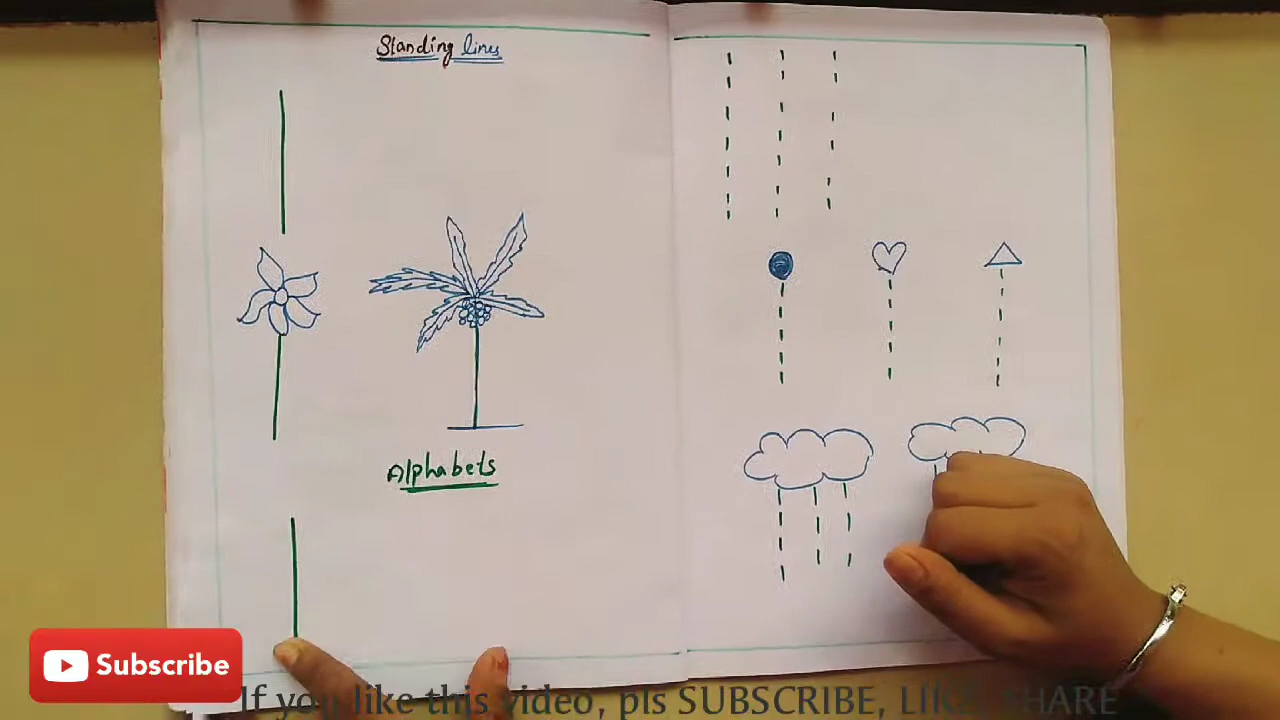 Standing lines
Alphabets
Subscribe
If you like this video, pls SUBSCRIBE, LIKE, SHARE